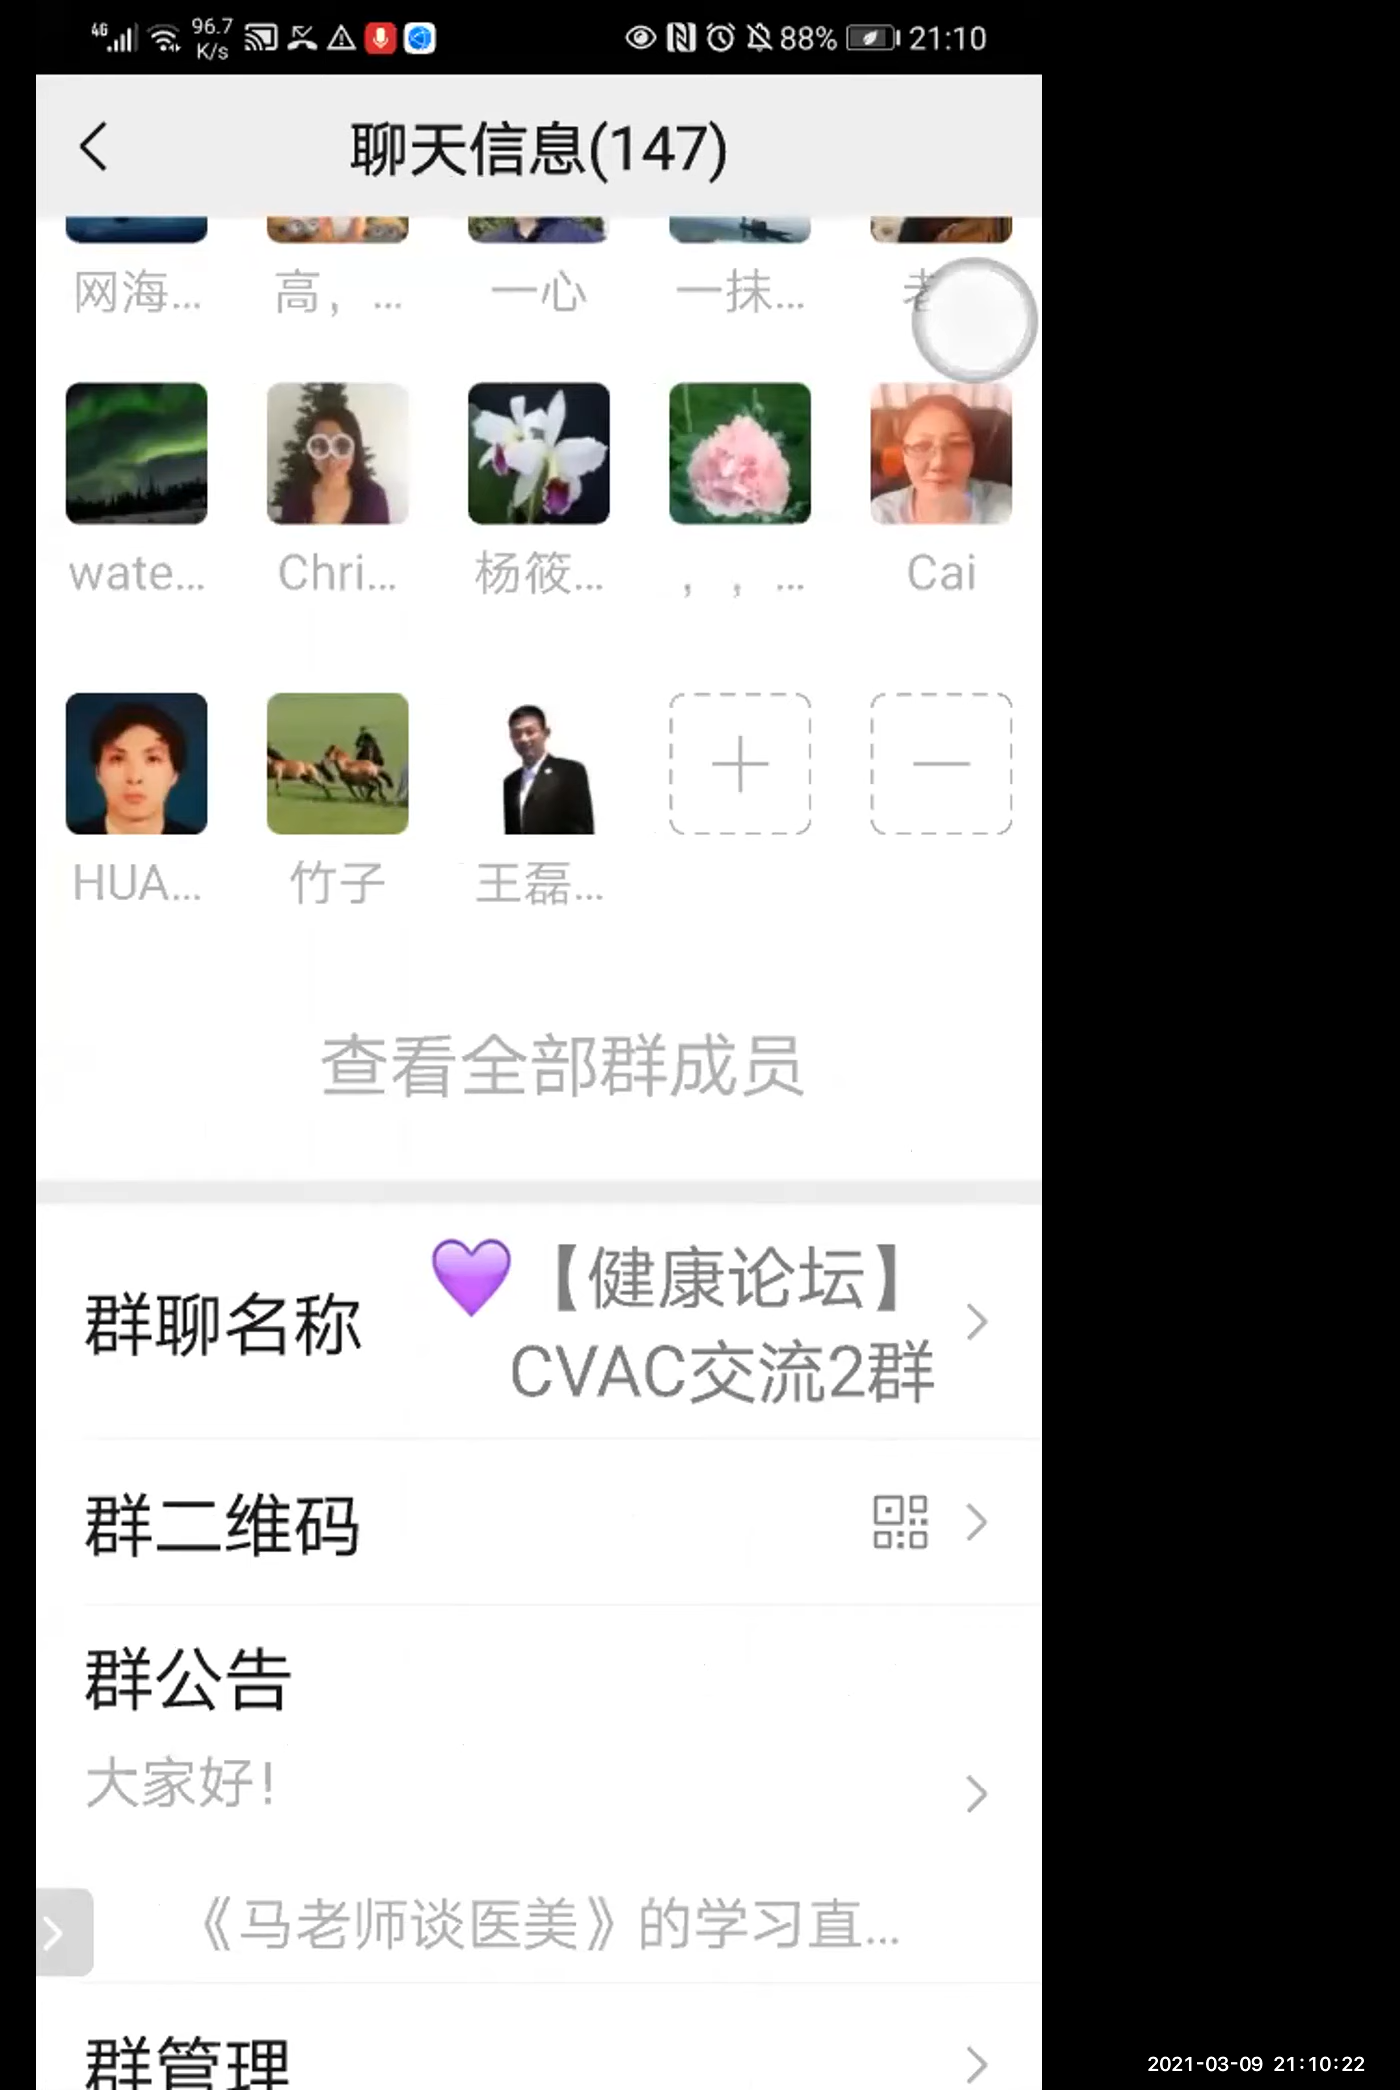 4G 96.7 K/s 88% 21:10
聊天信息(147)
网海... 高，... 一心 一抹... 老
wate... Chri... 杨筱... ，，... Cai
HUA... 竹子 王磊...
查看全部群成员
群聊名称
💜【健康论坛】
CVAC交流2群
群二维码
群公告
大家好！
《马老师谈医美》的学习直...
群管理
2021-03-09 21:10:22